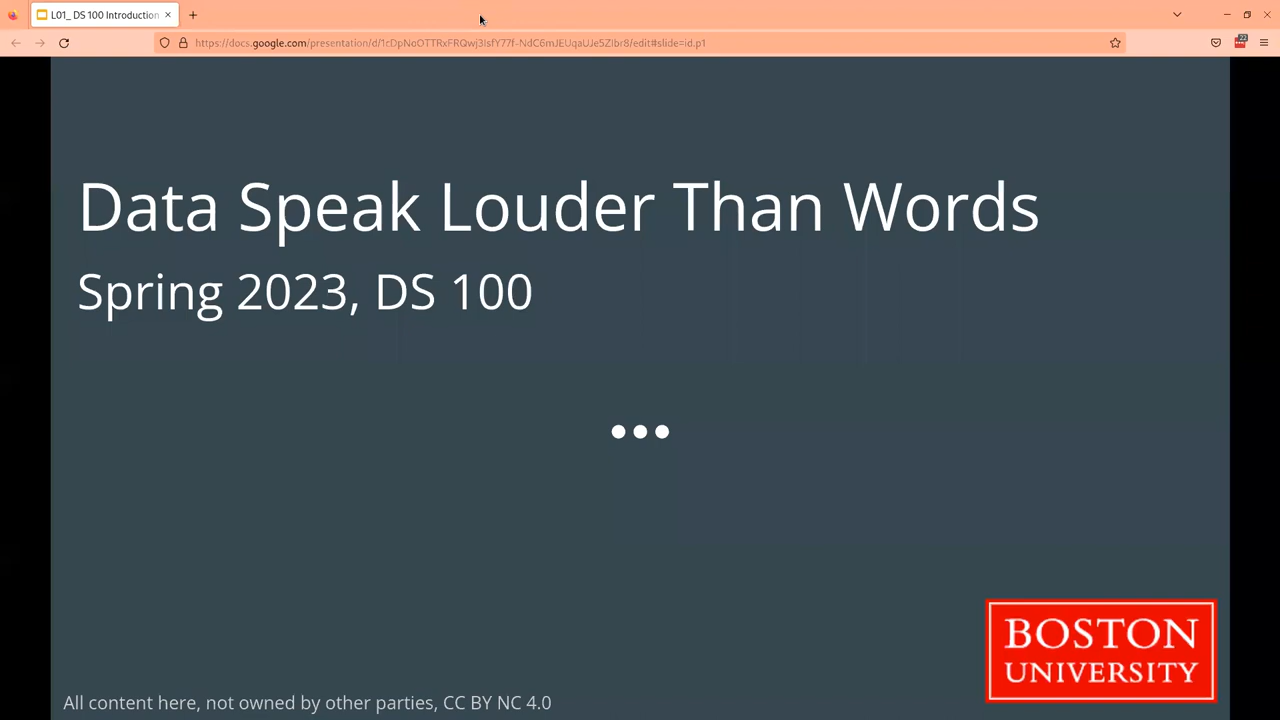 L01_ DS 100 Introduction
https://docs.google.com/presentation/d/1cDpNoOTTRxFRQwj3IsfY77f-NdC6mJEUqaUJe5ZIbr8/edit#slide=id.p1
22
Data Speak Louder Than Words
Spring 2023, DS 100
BOSTON
UNIVERSITY
All content here, not owned by other parties, CC BY NC 4.0